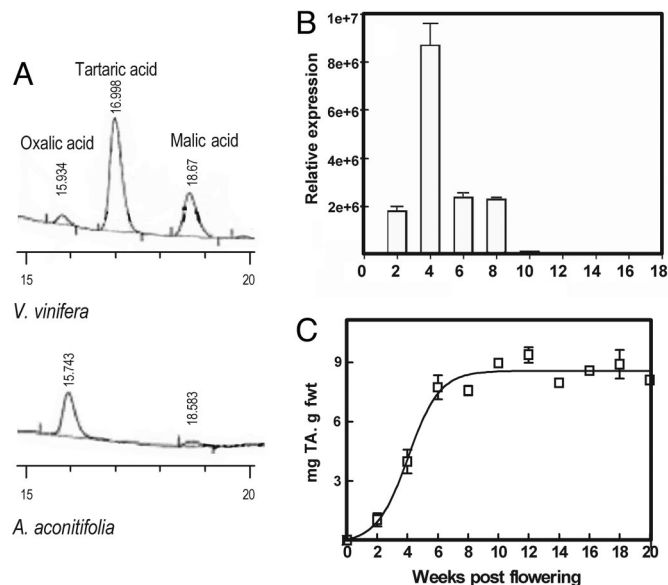 A
Tartaric acid
16.998
Oxalic acid
15.934
Malic acid
18.67
15
20
V. vinifera
15.743
18.583
15
20
A. aconitifolia
B
Relative expression
1e+7
8e+6
6e+6
4e+6
2e+6
0 2 4 6 8 10 12 14 16 18
C
mg TA. g fwt
9
6
3
0 2 4 6 8 10 12 14 16 18 20
Weeks post flowering